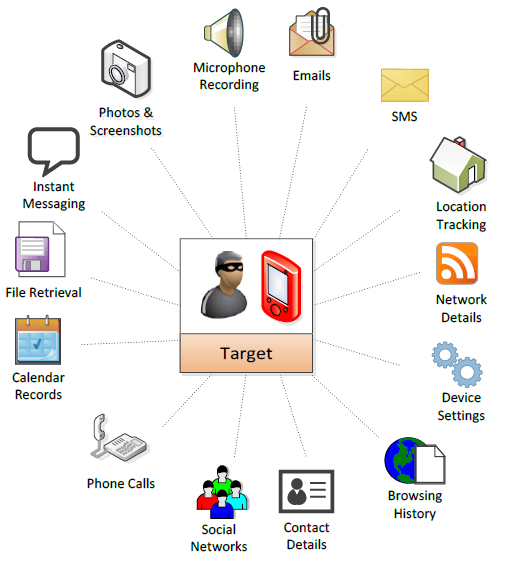 Microphone
Recording
Emails
Photos &
Screenshots
SMS
Instant
Messaging
Location
Tracking
File Retrieval
Network
Details
Target
Calendar
Records
Device
Settings
Phone Calls
Browsing
History
Social
Networks
Contact
Details